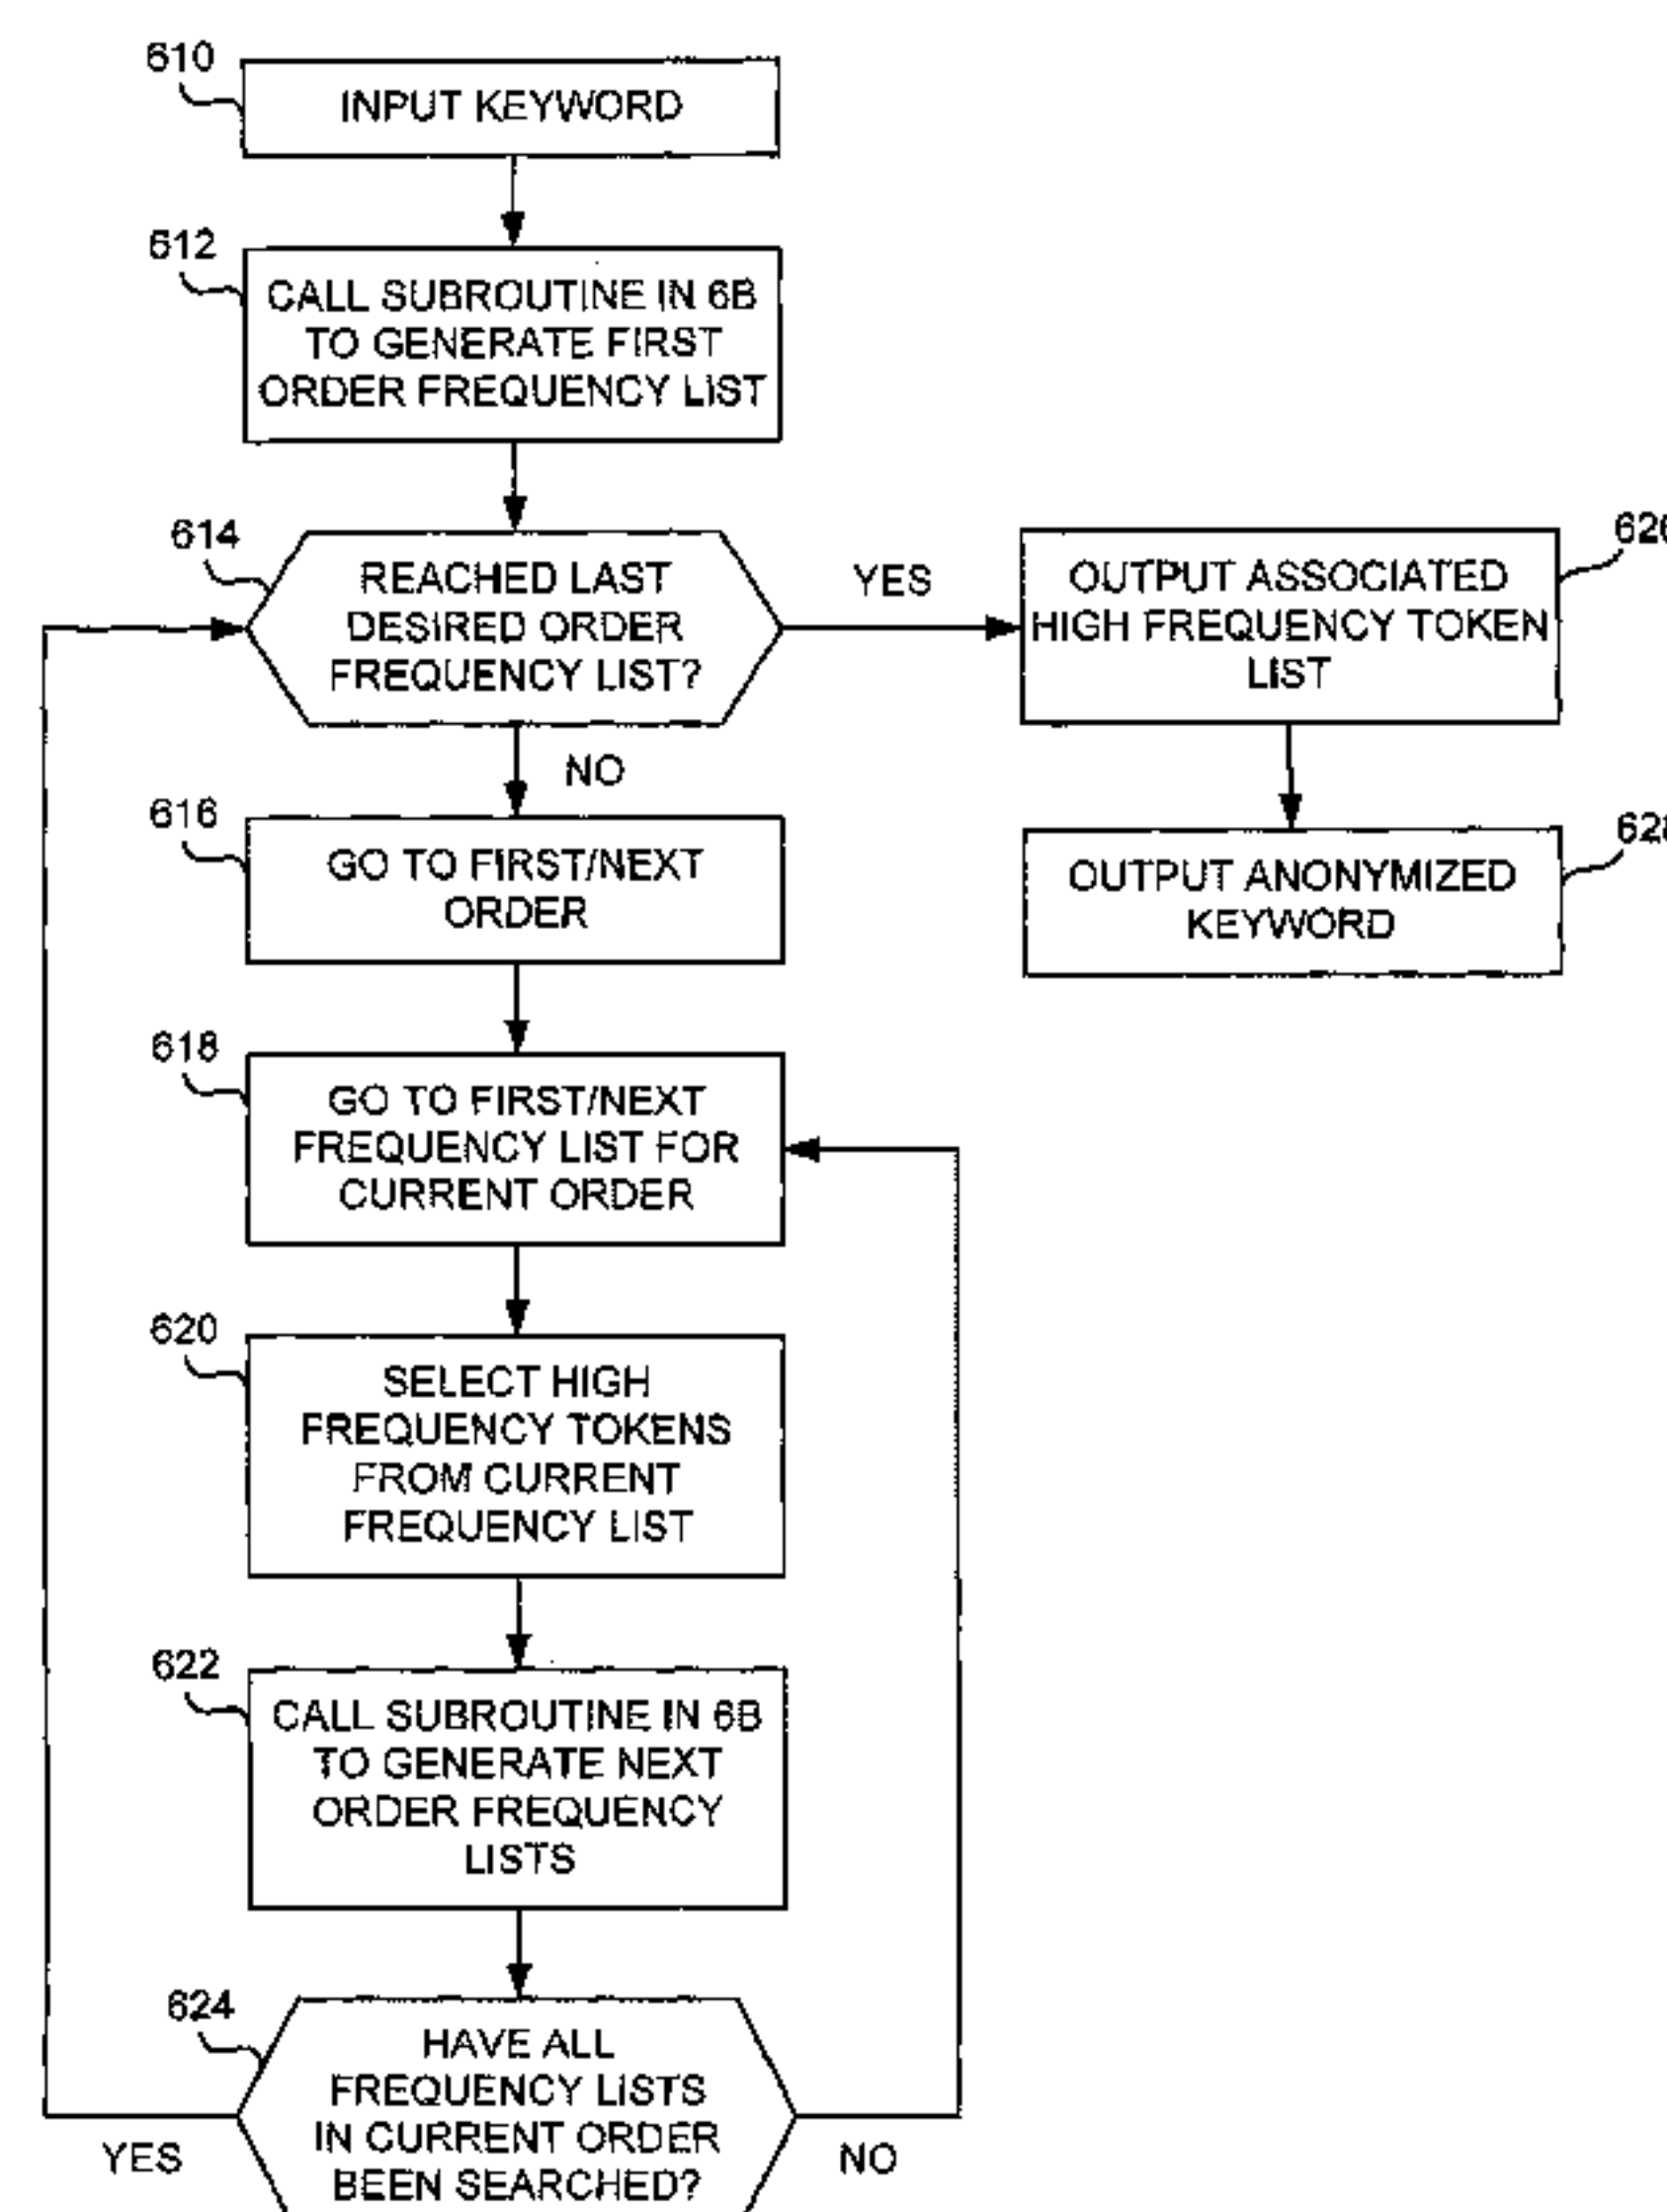 610
INPUT KEYWORD
612
CALL SUBROUTINE IN 6B
TO GENERATE FIRST
ORDER FREQUENCY LIST
614
REACHED LAST
DESIRED ORDER
FREQUENCY LIST?
YES
OUTPUT ASSOCIATED
HIGH FREQUENCY TOKEN
LIST
NO
616
GO TO FIRST/NEXT
ORDER
OUTPUT ANONYMIZED
KEYWORD
618
GO TO FIRST/NEXT
FREQUENCY LIST FOR
CURRENT ORDER
620
SELECT HIGH
FREQUENCY TOKENS
FROM CURRENT
FREQUENCY LIST
622
CALL SUBROUTINE IN 6B
TO GENERATE NEXT
ORDER FREQUENCY
LISTS
624
HAVE ALL
FREQUENCY LISTS
IN CURRENT ORDER
BEEN SEARCHED?
YES
NO